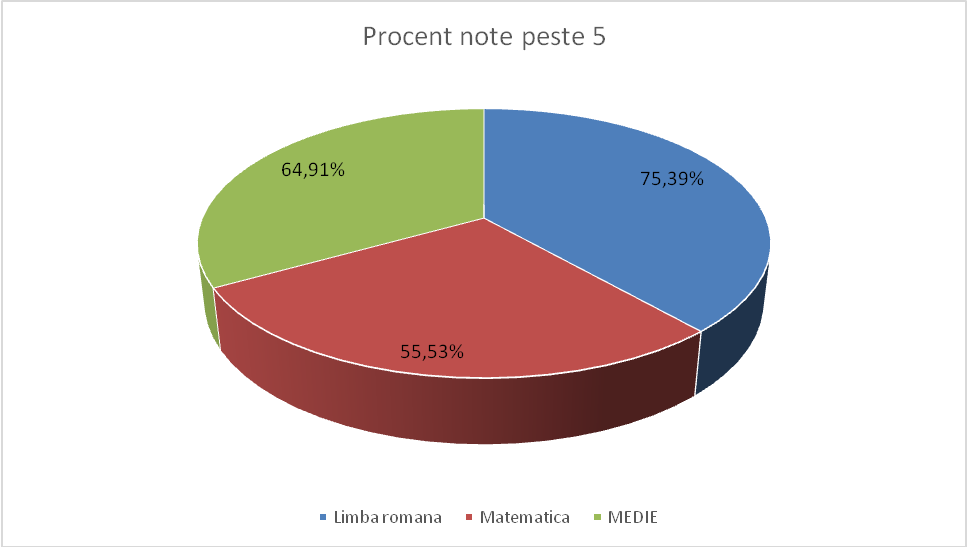 Procent note peste 5
64,91%
75,39%
55,53%
Limba romana Matematica MEDIE